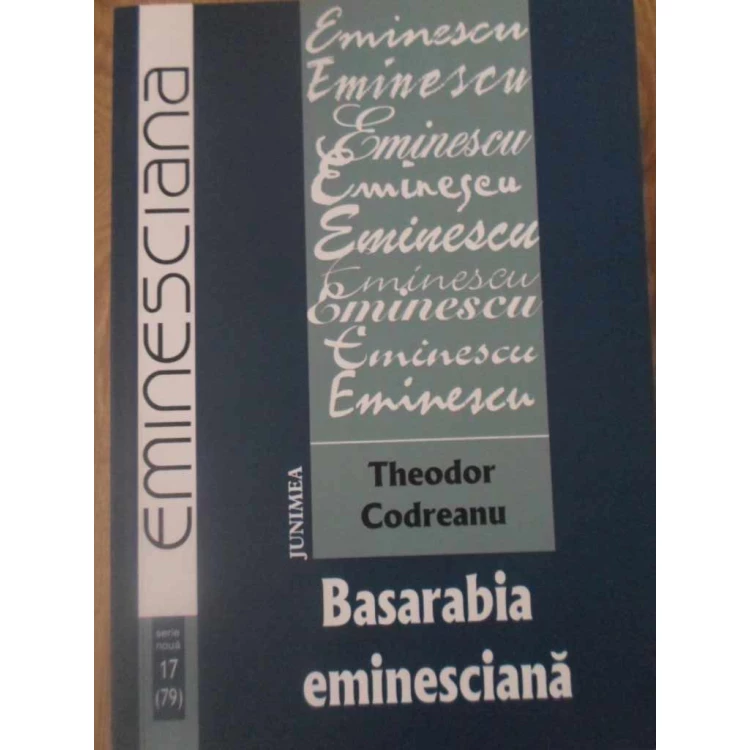 EMINESCIANA
serie
nouă
17
(79)
Eminescu
Eminescu
Eminescu
Eminescu
Eminescu
Eminescu
Eminescu
Eminescu
Eminescu
JUNIMEA
Theodor
Codreanu
Basarabia
eminesciană